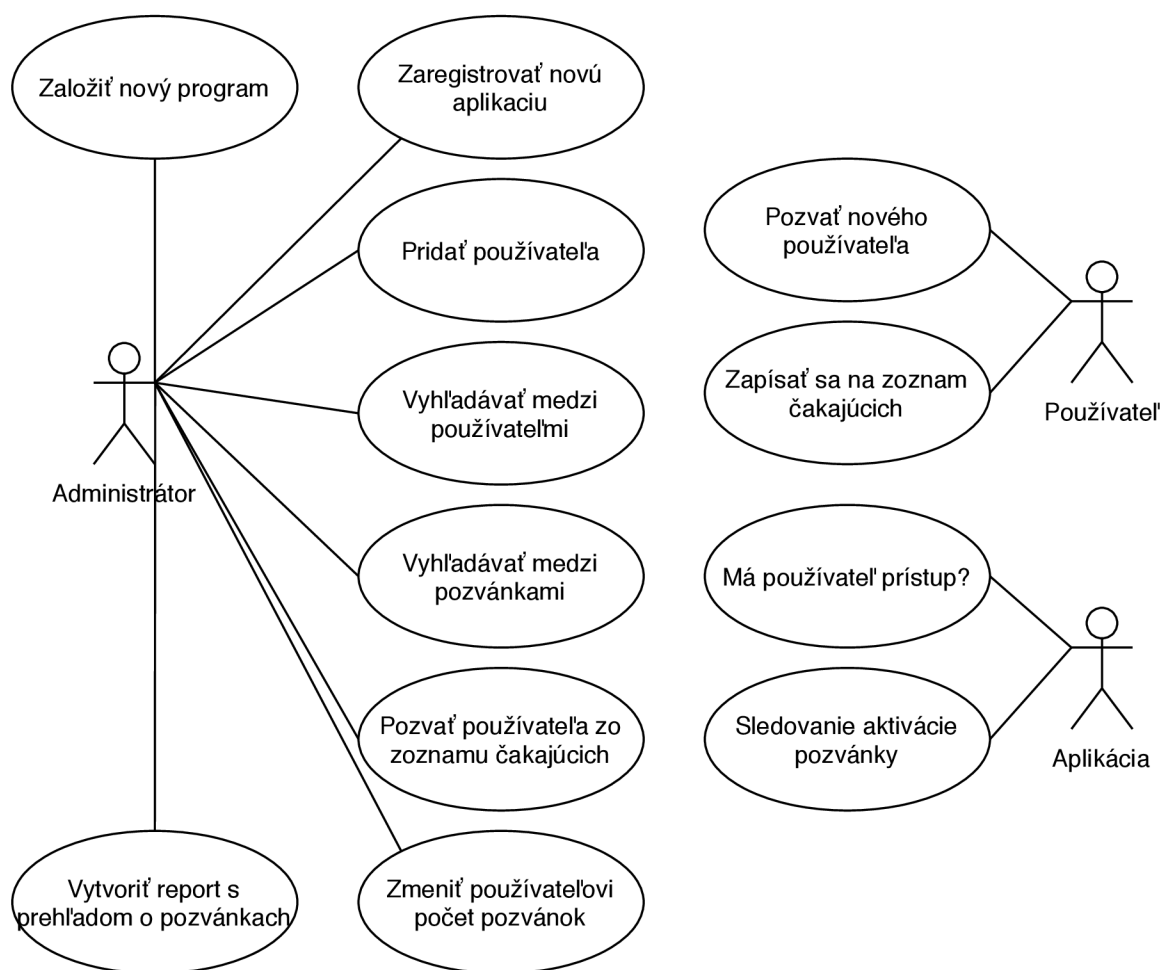 Založiť nový program
Zaregistrovať novú
aplikaciu
Pridať používateľa
Vyhľadávať medzi
používateľmi
Administrátor
Vyhľadávať medzi
pozvánkami
Pozvať používateľa zo
zoznamu čakajúcich
Vytvoriť report s
prehľadom o pozvánkach
Zmeniť používateľovi
počet pozvánok
Pozvať nového
používateľa
Zapísať sa na zoznam
čakajúcich
Používateľ
Má používateľ prístup?
Sledovanie aktivácie
pozvánky
Aplikácia